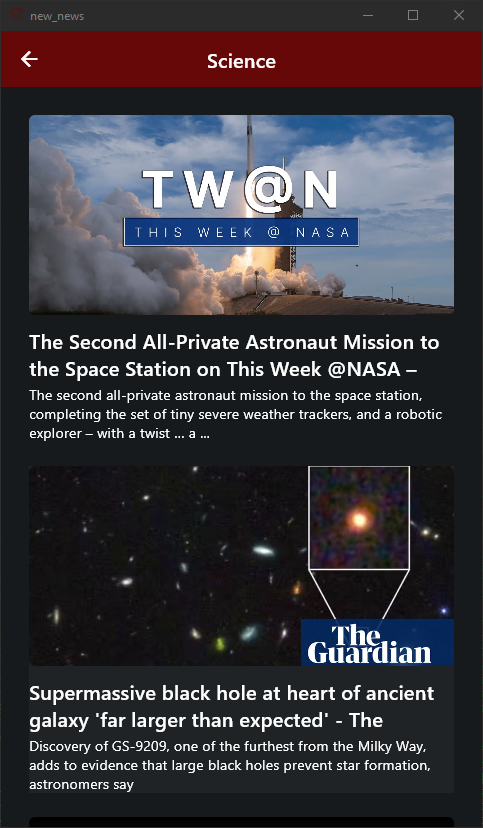 new_news
Science
TW@N
THIS WEEK @ NASA
The Second All-Private Astronaut Mission to
the Space Station on This Week @NASA –
The second all-private astronaut mission to the space station,
completing the set of tiny severe weather trackers, and a robotic
explorer – with a twist ... a ...
The
Guardian
Supermassive black hole at heart of ancient
galaxy 'far larger than expected' - The
Discovery of GS-9209, one of the furthest from the Milky Way,
adds to evidence that large black holes prevent star formation,
astronomers say